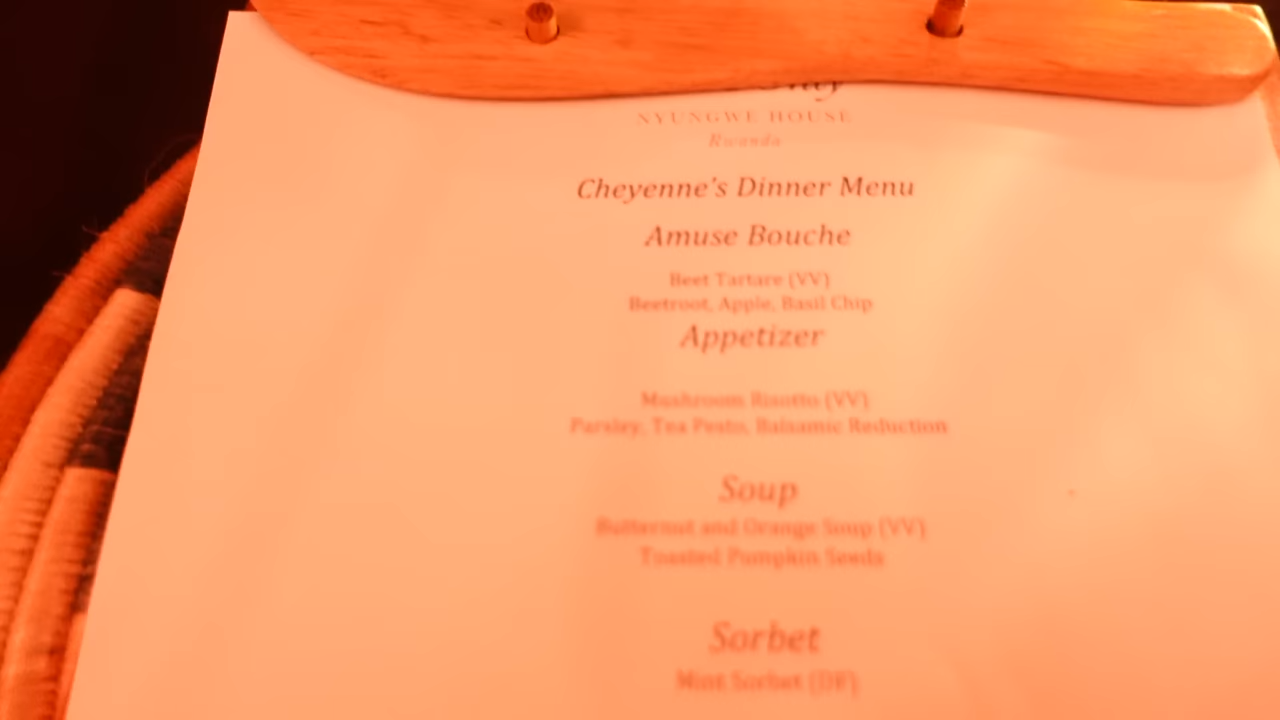 NYUNGWE HOUSE
Rwanda
Cheyenne's Dinner Menu
Amuse Bouche
Beet Tartare (VV)
Beetroot, Apple, Basil Chip
Appetizer
Mushroom Risotto (VV)
Parsley, Tea Pesto, Balsamic Reduction
Soup
Butternut and Orange Soup (VV)
Toasted Pumpkin Seeds
Sorbet
Mint Sorbet (DF)